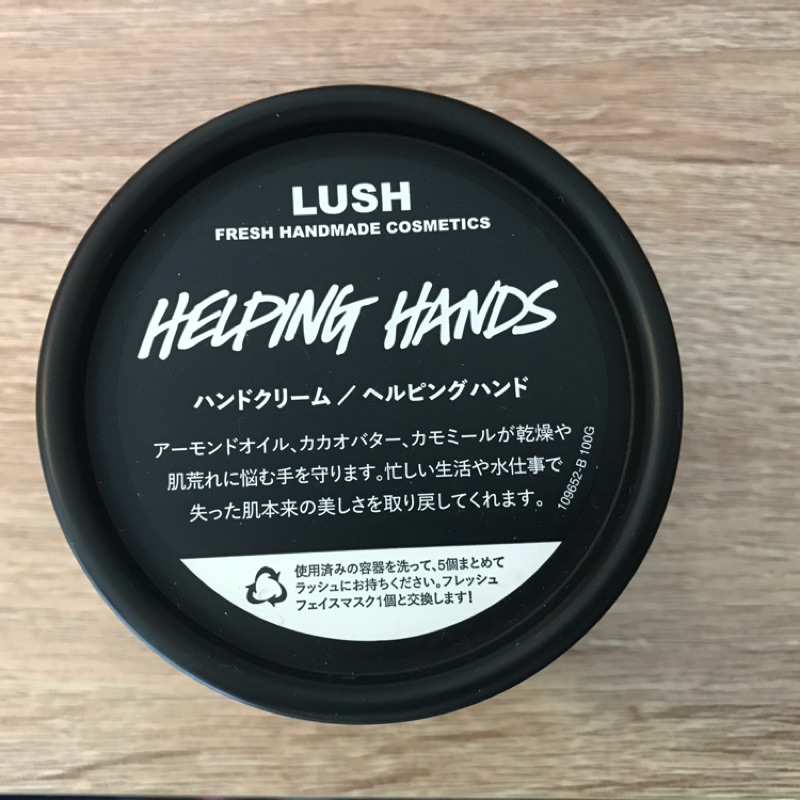 LUSH
FRESH HANDMADE COSMETICS
HELPING HANDS
ハンドクリーム／ヘルピングハンド
アーモンドオイル、カカオバター、カモミールが乾燥や
肌荒れに悩む手を守ります。忙しい生活や水仕事で
失った肌本来の美しさを取り戻してくれます。
109652-B 100G
使用済みの容器を洗って、5個まとめて
ラッシュにお持ちください。フレッシュ
フェイスマスク1個と交換します!